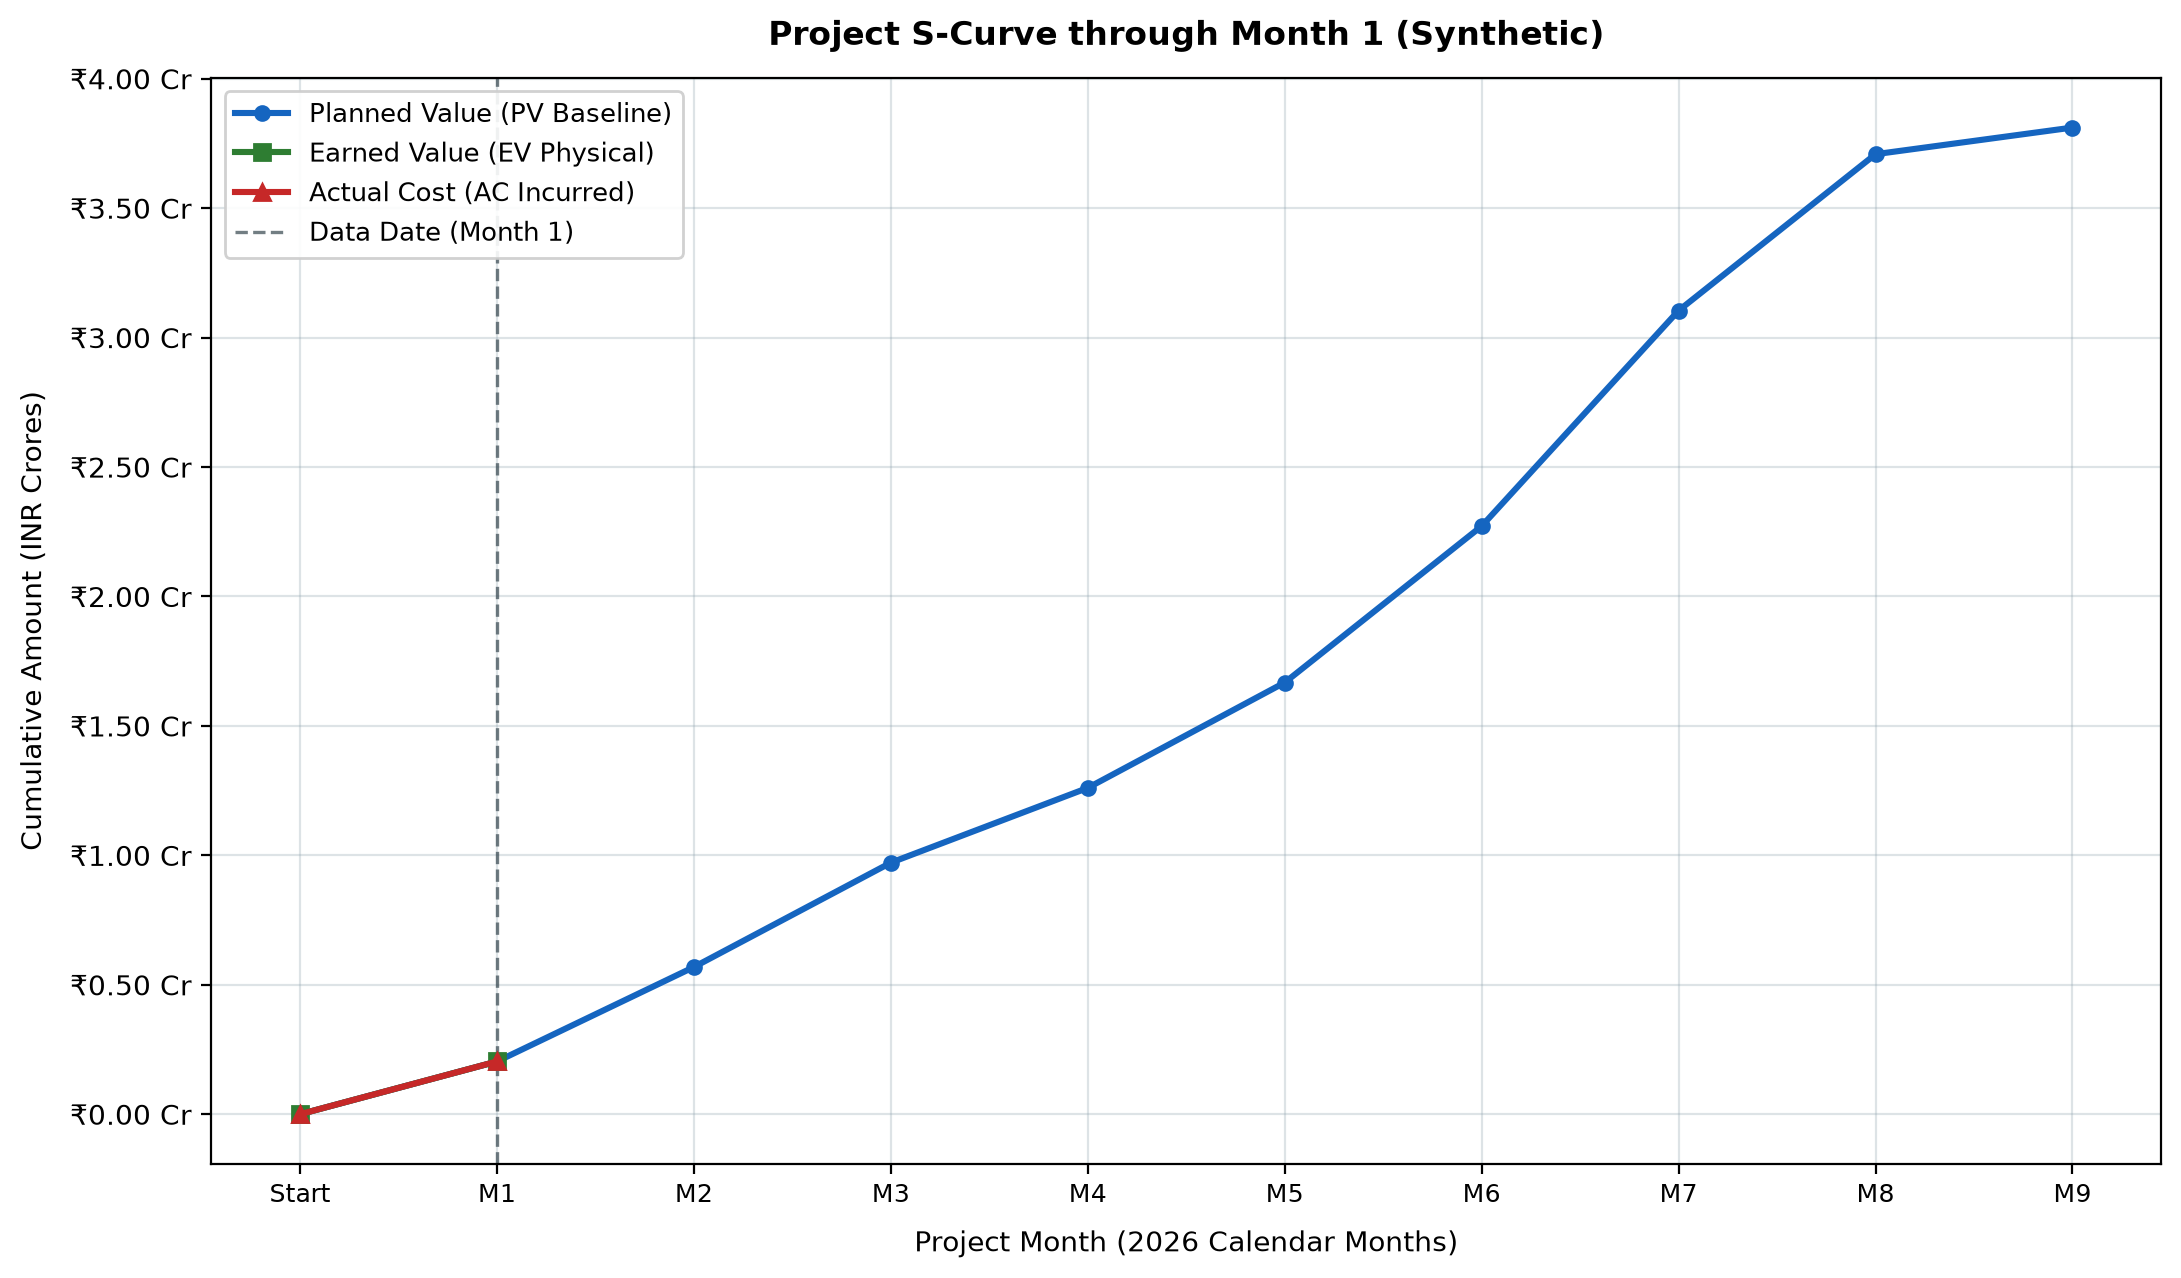 Project S-Curve through Month 1 (Synthetic)
Planned Value (PV Baseline)
Earned Value (EV Physical)
Actual Cost (AC Incurred)
Data Date (Month 1)
Cumulative Amount (INR Crores)
₹4.00 Cr
₹3.50 Cr
₹3.00 Cr
₹2.50 Cr
₹2.00 Cr
₹1.50 Cr
₹1.00 Cr
₹0.50 Cr
₹0.00 Cr
Start M1 M2 M3 M4 M5 M6 M7 M8 M9
Project Month (2026 Calendar Months)